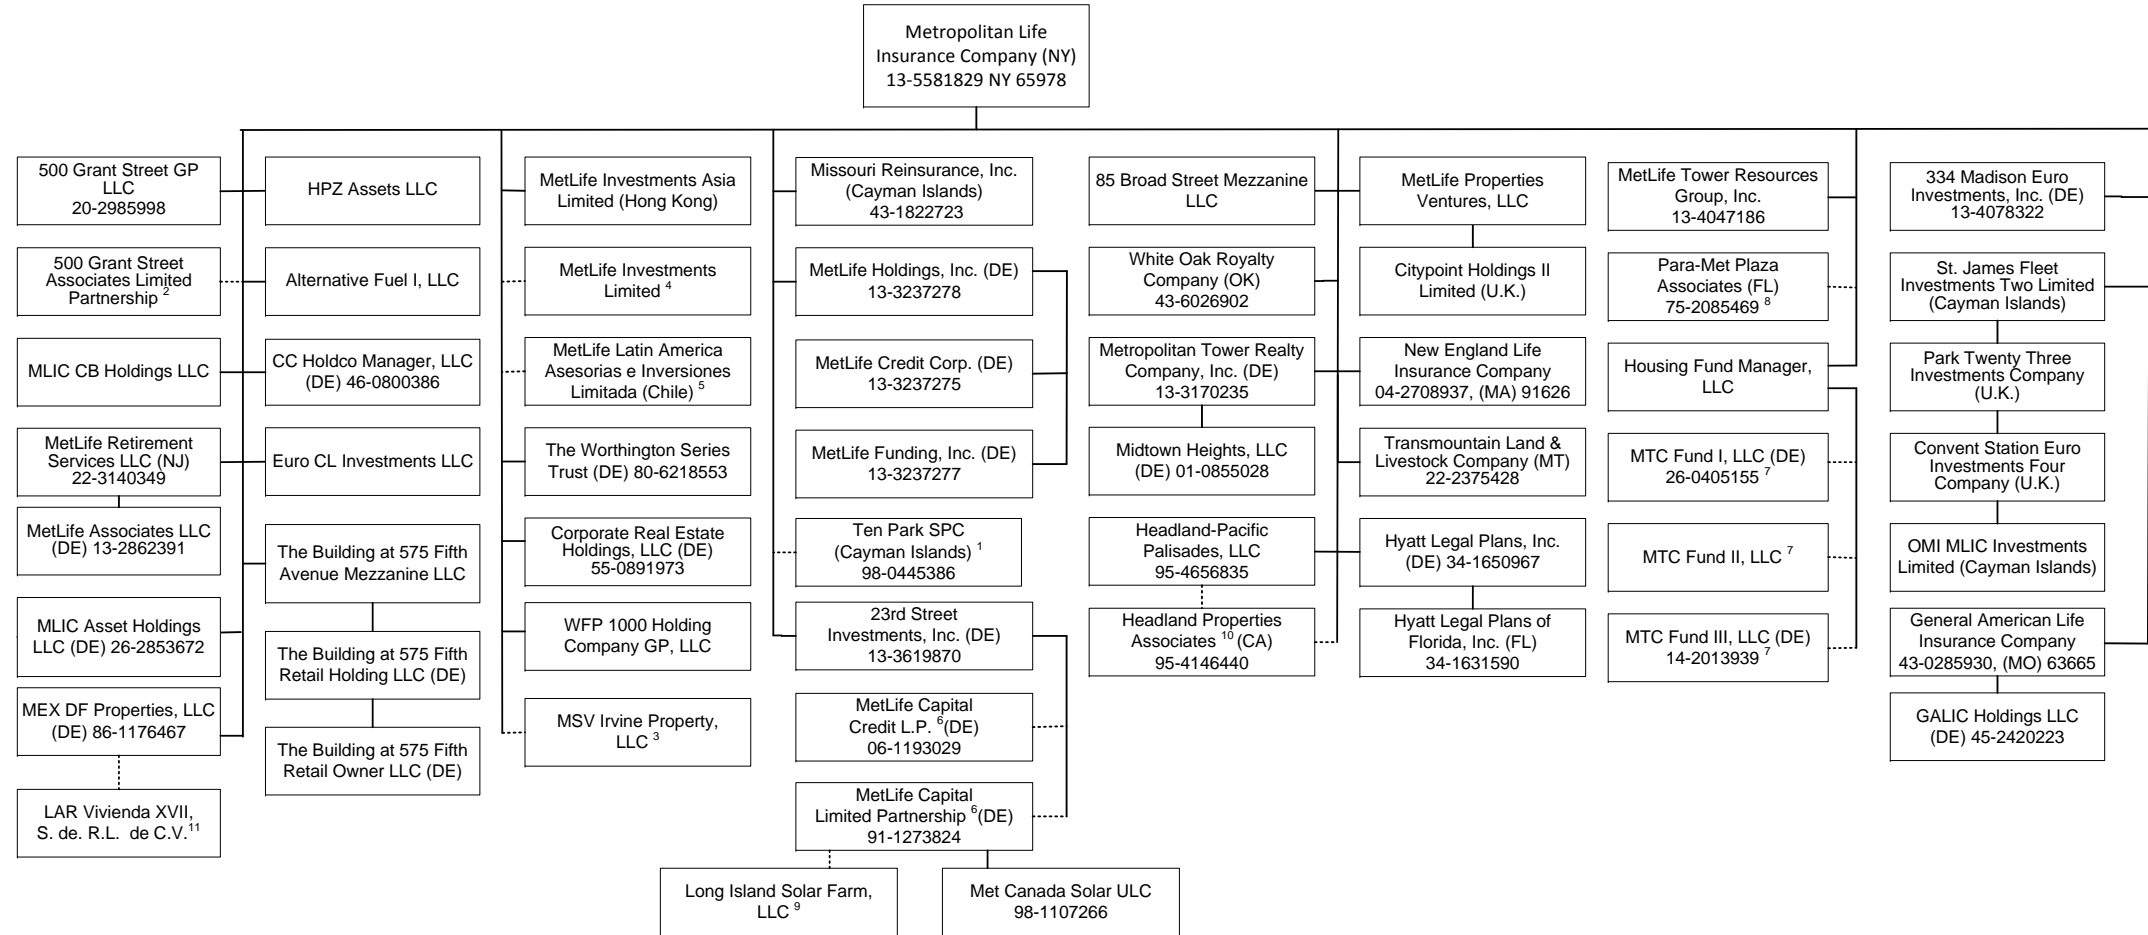 Metropolitan Life
Insurance Company (NY)
13-5581829 NY 65978
500 Grant Street GP
LLC
20-2985998
500 Grant Street
Associates Limited
Partnership 2
MLIC CB Holdings LLC
MetLife Retirement
Services LLC (NJ)
22-3140349
MetLife Associates LLC
(DE) 13-2862391
MLIC Asset Holdings
LLC (DE) 26-2853672
MEX DF Properties, LLC
(DE) 86-1176467
LAR Vivienda XVII,
S. de. R.L. de C.V.11
HPZ Assets LLC
Alternative Fuel I, LLC
CC Holdco Manager, LLC
(DE) 46-0800386
Euro CL Investments LLC
The Building at 575 Fifth
Avenue Mezzanine LLC
The Building at 575 Fifth
Retail Holding LLC (DE)
The Building at 575 Fifth
Retail Owner LLC (DE)
MetLife Investments Asia
Limited (Hong Kong)
MetLife Investments
Limited 4
MetLife Latin America
Asesorias e Inversiones
Limitada (Chile) 5
The Worthington Series
Trust (DE) 80-6218553
Corporate Real Estate
Holdings, LLC (DE)
55-0891973
WFP 1000 Holding
Company GP, LLC
MSV Irvine Property,
LLC 3
Missouri Reinsurance, Inc.
(Cayman Islands)
43-1822723
MetLife Holdings, Inc. (DE)
13-3237278
MetLife Credit Corp. (DE)
13-3237275
MetLife Funding, Inc. (DE)
13-3237277
Ten Park SPC
(Cayman Islands) 1
98-0445386
23rd Street
Investments, Inc. (DE)
13-3619870
MetLife Capital
Credit L.P. 6 (DE)
06-1193029
MetLife Capital
Limited Partnership 6 (DE)
91-1273824
Long Island Solar Farm,
LLC 9
Met Canada Solar ULC
98-1107266
85 Broad Street Mezzanine
LLC
White Oak Royalty
Company (OK)
43-6026902
Metropolitan Tower Realty
Company, Inc. (DE)
13-3170235
Midtown Heights, LLC
(DE) 01-0855028
Headland-Pacific
Palisades, LLC
95-4656835
Headland Properties
Associates 10 (CA)
95-4146440
MetLife Properties
Ventures, LLC
Citypoint Holdings II
Limited (U.K.)
New England Life
Insurance Company
04-2708937, (MA) 91626
Transmountain Land &
Livestock Company (MT)
22-2375428
Hyatt Legal Plans, Inc.
(DE) 34-1650967
Hyatt Legal Plans of
Florida, Inc. (FL)
34-1631590
MetLife Tower Resources
Group, Inc.
13-4047186
Para-Met Plaza
Associates (FL)
75-2085469 8
Housing Fund Manager,
LLC
MTC Fund I, LLC (DE)
26-0405155 7
MTC Fund II, LLC 7
MTC Fund III, LLC (DE)
14-2013939 7
334 Madison Euro
Investments, Inc. (DE)
13-4078322
St. James Fleet
Investments Two Limited
(Cayman Islands)
Park Twenty Three
Investments Company
(U.K.)
Convent Station Euro
Investments Four
Company (U.K.)
OMI MLIC Investments
Limited (Cayman Islands)
General American Life
Insurance Company
43-0285930, (MO) 63665
GALIC Holdings LLC
(DE) 45-2420223